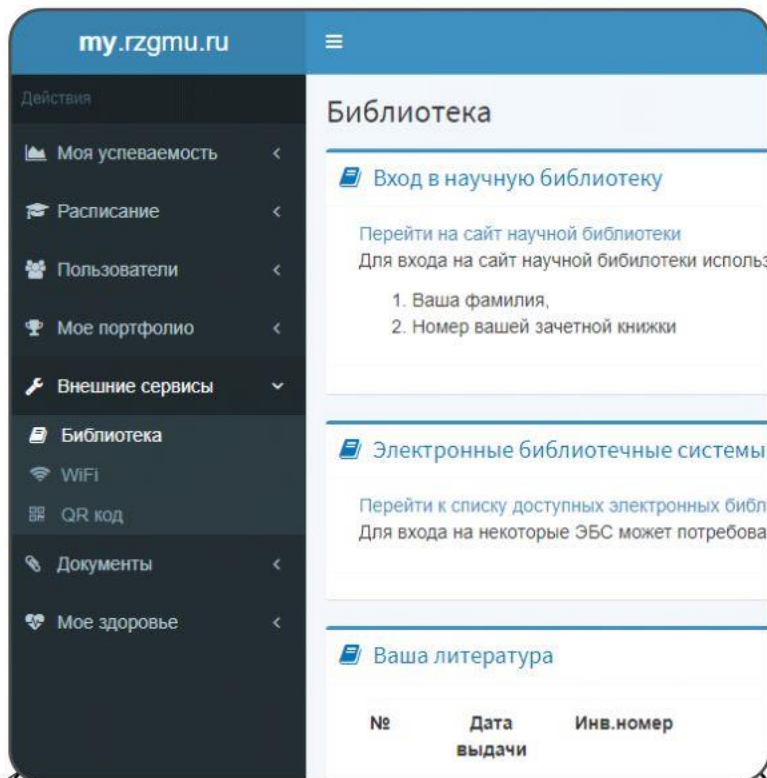 my.rzgmu.ru
Действия
Моя успеваемость
Расписание
Пользователи
Мое портфолио
Внешние сервисы
Библиотека
WiFi
QR код
Документы
Мое здоровье
Библиотека
Вход в научную библиотеку
Перейти на сайт научной библиотеки
Для входа на сайт научной бибилотеки использ
1. Ваша фамилия,
2. Номер вашей зачетной книжки
Электронные библиотечные системы
Перейти к списку доступных электронных библ
Для входа на некоторые ЭБС может потребова
Ваша литература
№ Дата Инв.номер
выдачи